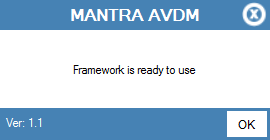 MANTRA AVDM
Framework is ready to use
Ver: 1.1
OK